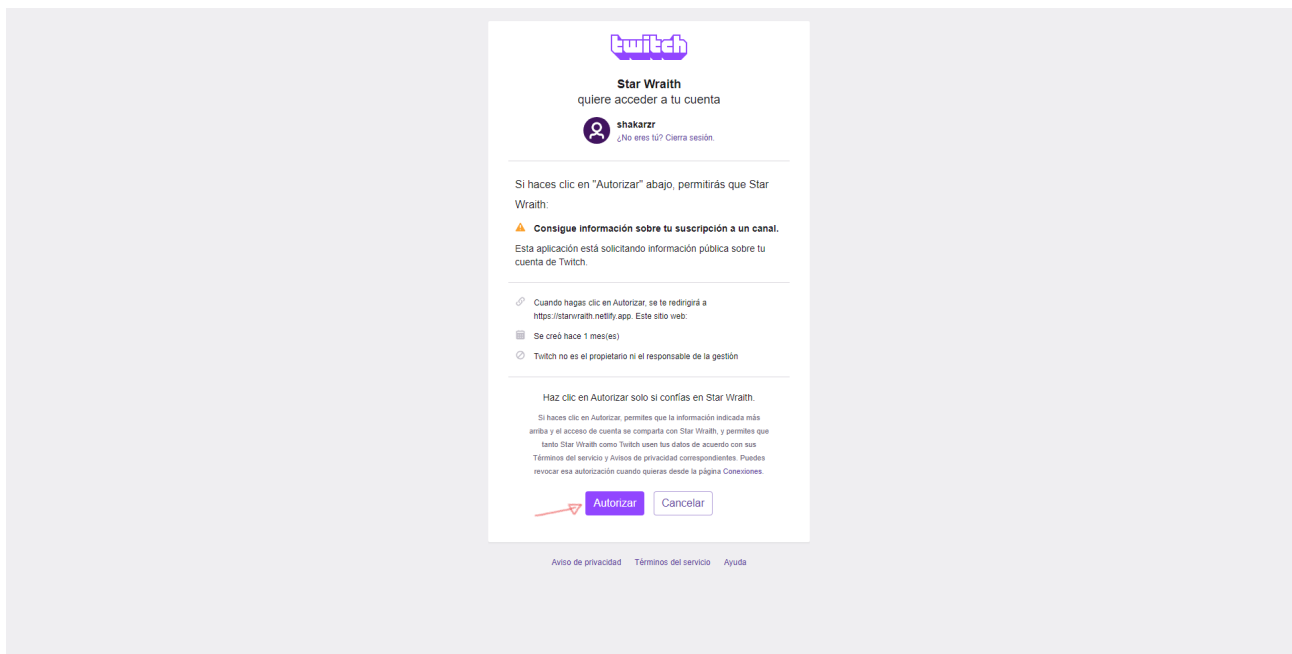 twitch
Star Wraith
quiere acceder a tu cuenta
shakarzr
¿No eres tú? Cierra sesión.
Si haces clic en "Autorizar" abajo, permitirás que Star
Wraith:
Consigue información sobre tu suscripción a un canal.
Esta aplicación está solicitando información pública sobre tu
cuenta de Twitch.
Cuando hagas clic en Autorizar, se te redirigirá a
https://starwraith.netlify.app. Este sitio web:
Se creó hace 1 mes(es)
Twitch no es el propietario ni el responsable de la gestión
Haz clic en Autorizar solo si confías en Star Wraith.
Si haces clic en Autorizar, permites que la información indicada más
arriba y el acceso de cuenta se comparta con Star Wraith, y permites que
tanto Star Wraith como Twitch usen tus datos de acuerdo con sus
Términos del servicio y Avisos de privacidad correspondientes. Puedes
revocar esa autorización cuando quieras desde la página Conexiones.
Autorizar Cancelar
Aviso de privacidad Términos del servicio Ayuda